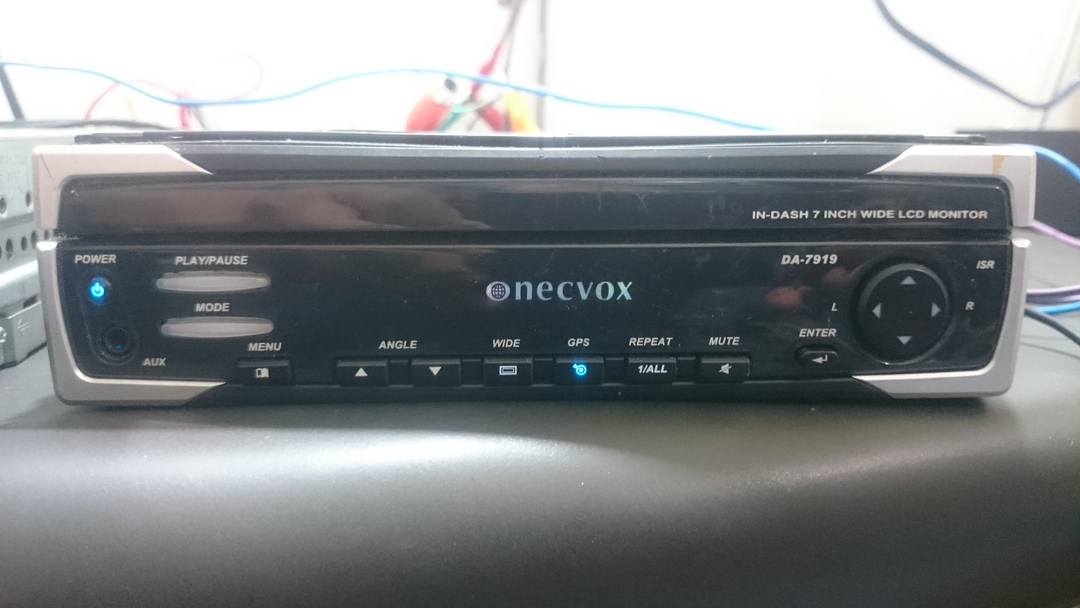 IN-DASH 7 INCH WIDE LCD MONITOR
POWER
PLAY/PAUSE
DA-7919
ISR
necvox
MODE
L
R
AUX
MENU
ANGLE
WIDE
GPS
REPEAT
MUTE
ENTER
1/ALL